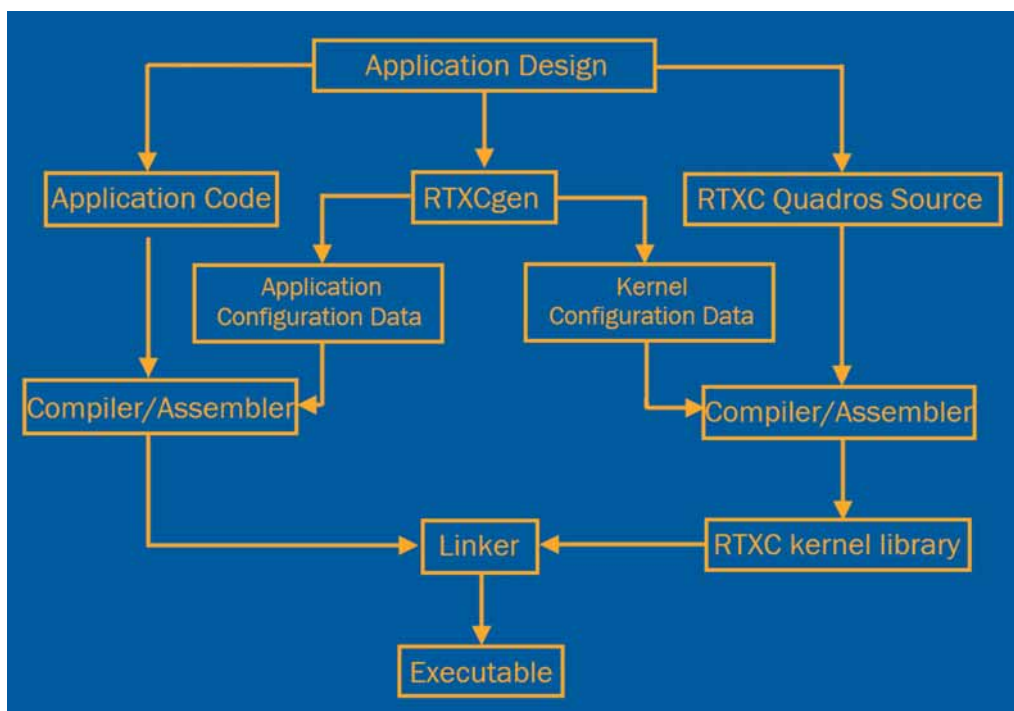 Application Design
Application Code
RTXCgen
RTXC Quadros Source
Application
Configuration Data
Kernel
Configuration Data
Compiler/Assembler
Compiler/Assembler
Linker
RTXC kernel library
Executable